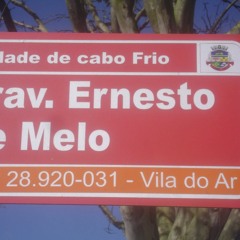 dade de cabo Frio
rav. Ernesto
e Melo
28.920-031 - Vila do Ar